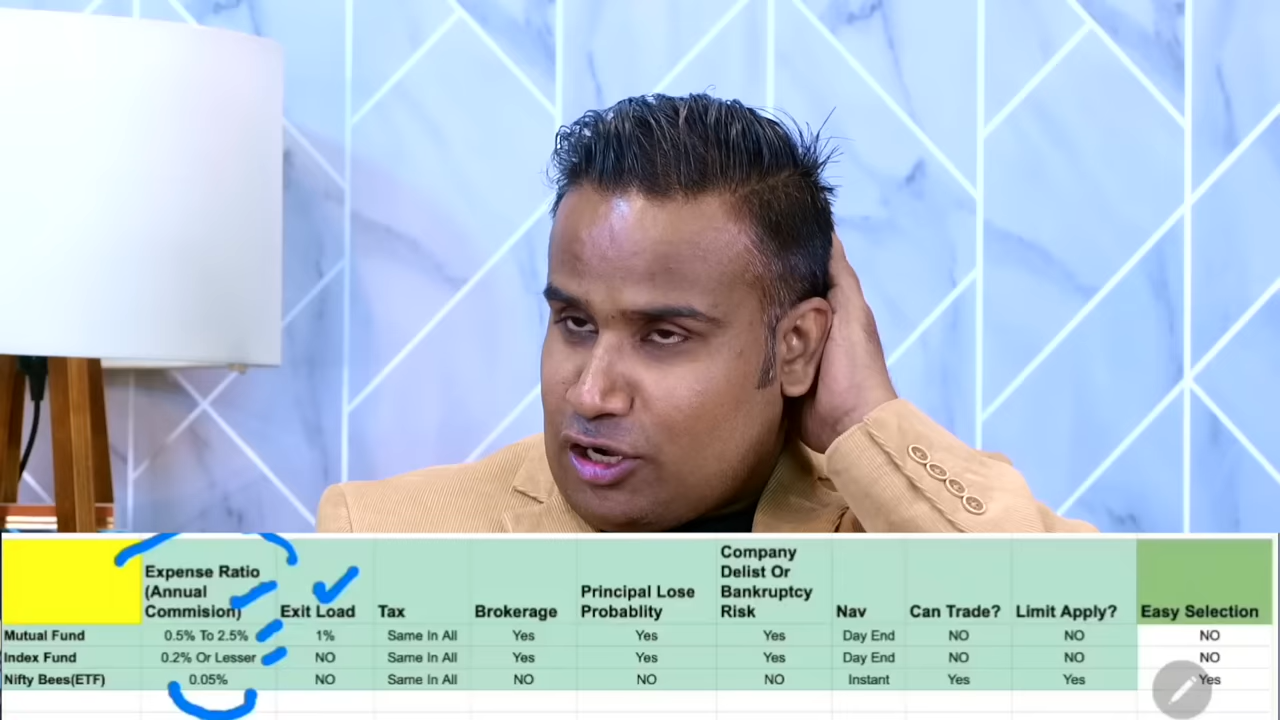 Expense Ratio (Annual Commision) Exit Load Tax Brokerage Principal Lose Probablity Company Delist Or Bankruptcy Risk Nav Can Trade? Limit Apply? Easy Selection
Mutual Fund 0.5% To 2.5% 1% Same In All Yes Yes Yes Day End NO NO NO
Index Fund 0.2% Or Lesser NO Same In All Yes Yes Yes Day End NO NO NO
Nifty Bees(ETF) 0.05% NO Same In All NO NO NO Instant Yes Yes Yes